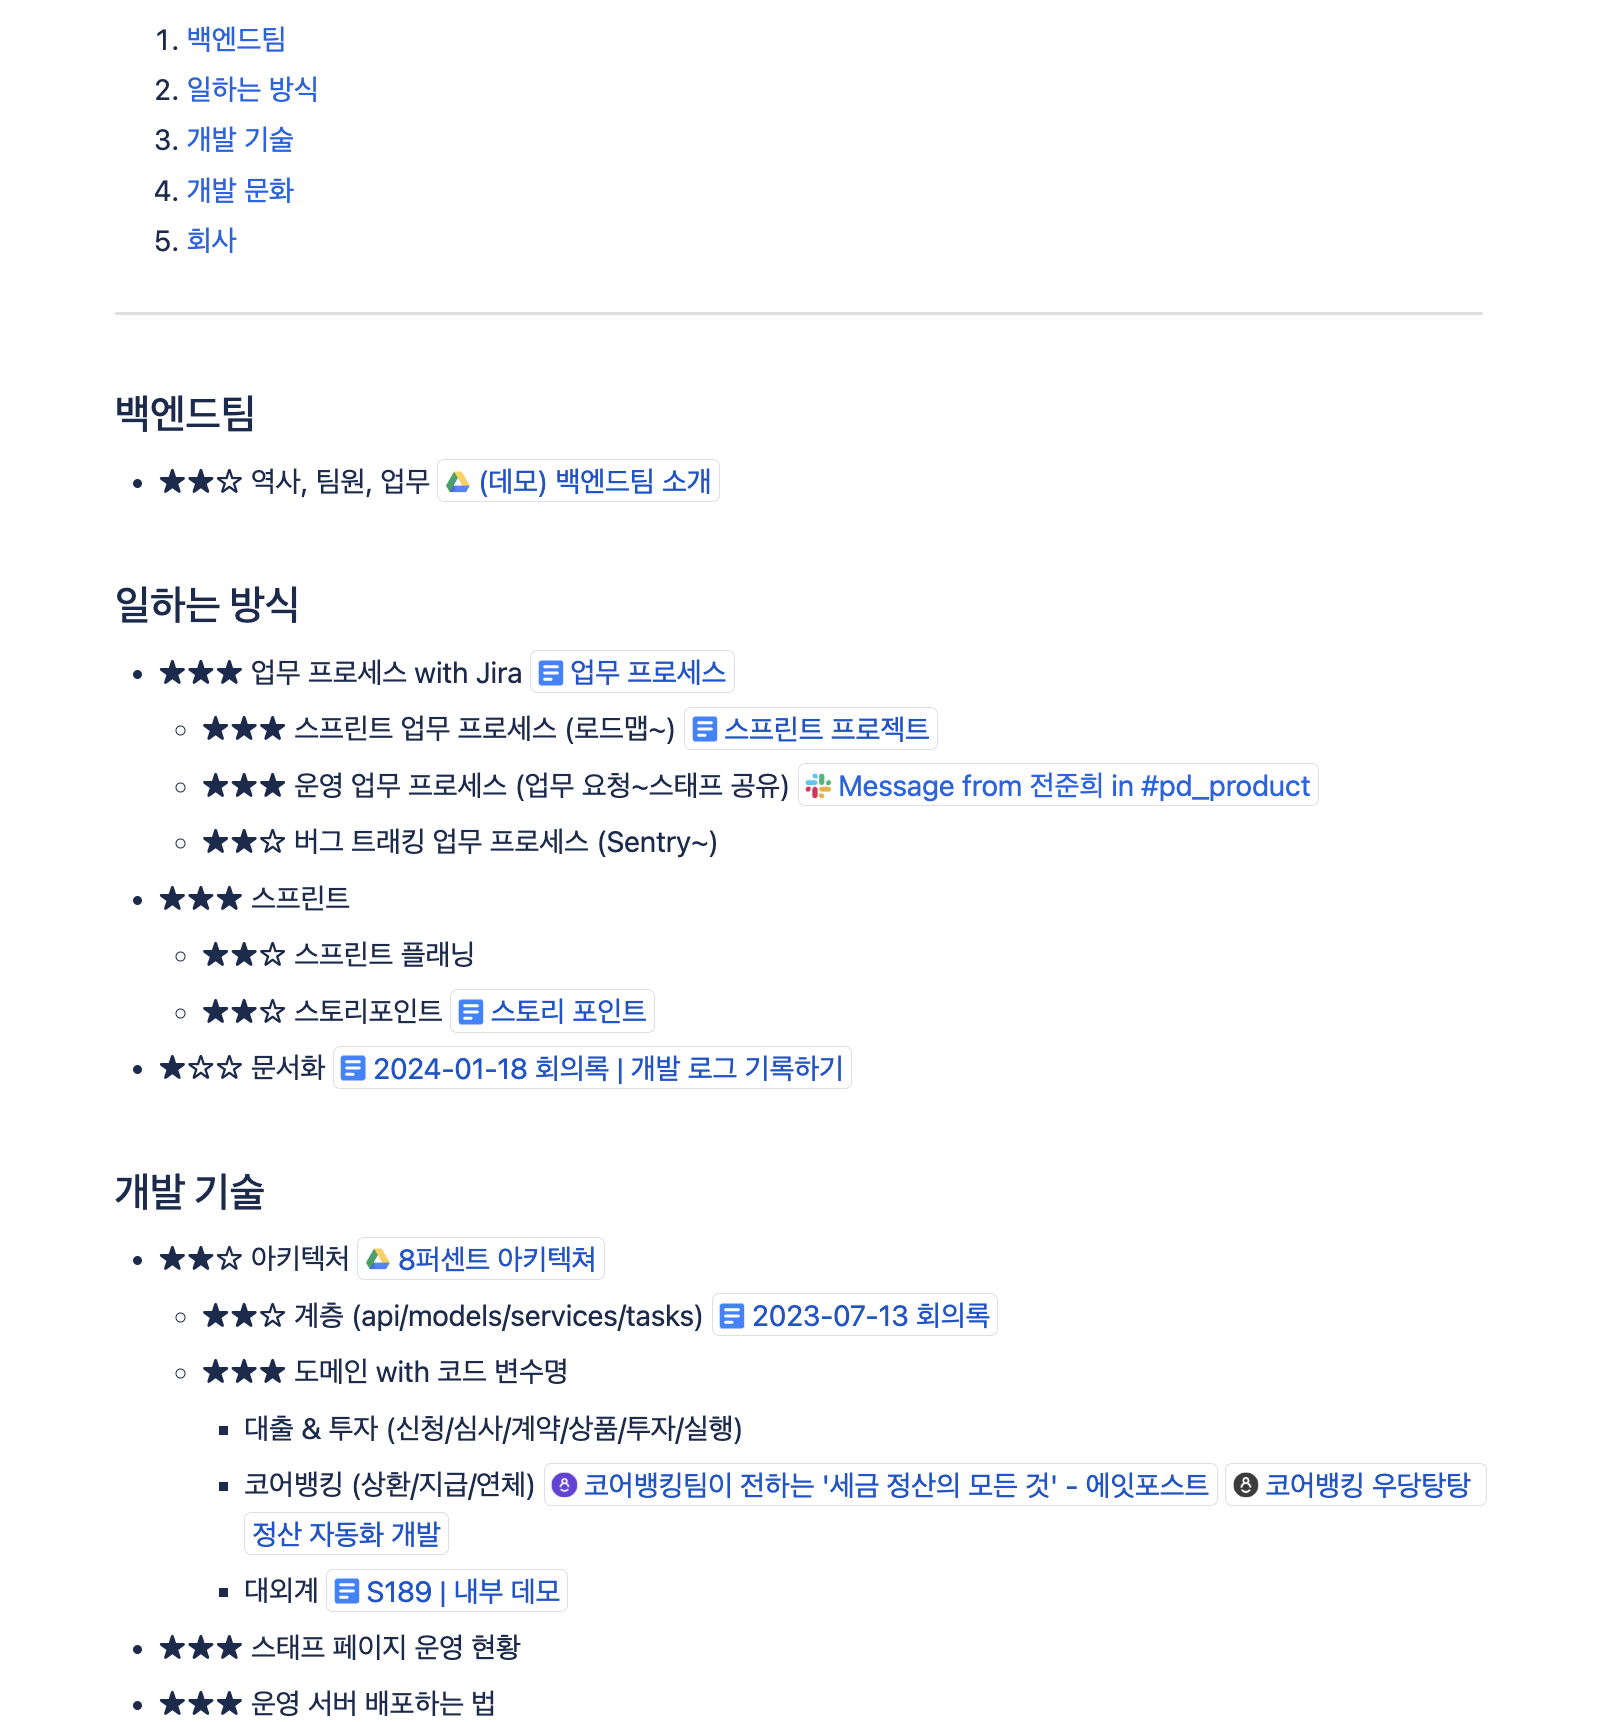 1. 백엔드팀
2. 일하는 방식
3. 개발 기술
4. 개발 문화
5. 회사
백엔드팀
• ★★☆ 역사, 팀원, 업무 (데모) 백엔드팀 소개
일하는 방식
• ★★★ 업무 프로세스 with Jira 업무 프로세스
◦ ★★★ 스프린트 업무 프로세스 (로드맵~) 스프린트 프로젝트
◦ ★★★ 운영 업무 프로세스 (업무 요청~스태프 공유) Message from 전준희 in #pd_product
◦ ★★☆ 버그 트래킹 업무 프로세스 (Sentry~)
• ★★★ 스프린트
◦ ★★☆ 스프린트 플래닝
◦ ★★☆ 스토리포인트 스토리 포인트
• ★☆☆ 문서화 2024-01-18 회의록 | 개발 로그 기록하기
개발 기술
• ★★☆ 아키텍처 8퍼센트 아키텍쳐
◦ ★★☆ 계층 (api/models/services/tasks) 2023-07-13 회의록
◦ ★★★ 도메인 with 코드 변수명
▪ 대출 & 투자 (신청/심사/계약/상품/투자/실행)
▪ 코어뱅킹 (상환/지급/연체) 코어뱅킹팀이 전하는 '세금 정산의 모든 것' - 에잇포스트 코어뱅킹 우당탕탕
정산 자동화 개발
▪ 대외계 S189 | 내부 데모
• ★★★ 스태프 페이지 운영 현황
• ★★★ 운영 서버 배포하는 법